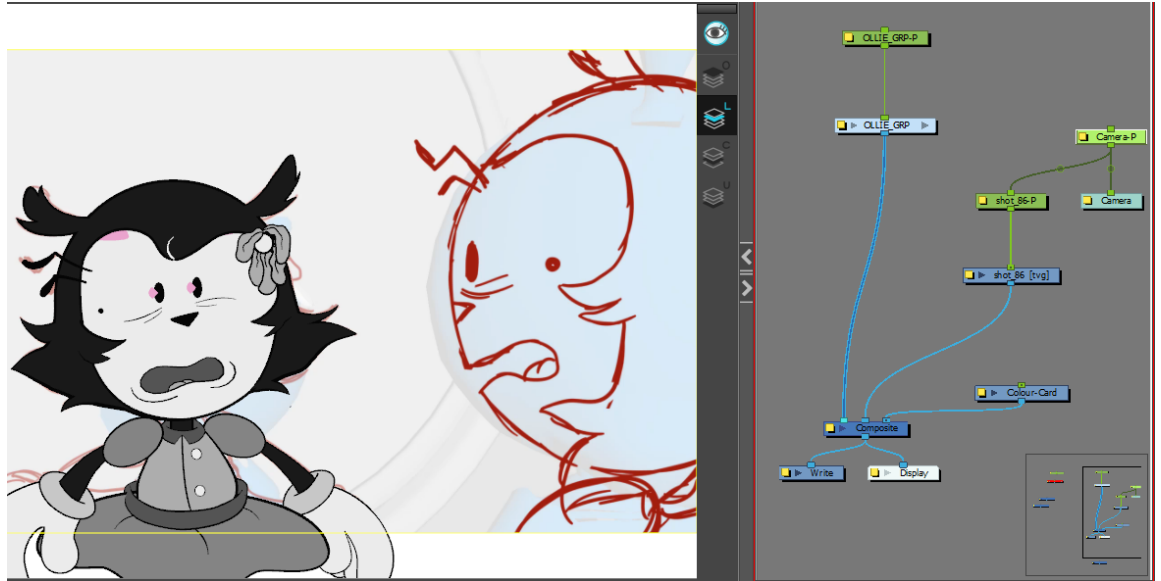 OLLIE_GRP-P
O
L
OLLIE_GRP
Camera-P
C
U
shot_86-P
Camera
shot_86 [tvg]
Colour-Card
Composite
Write
Display